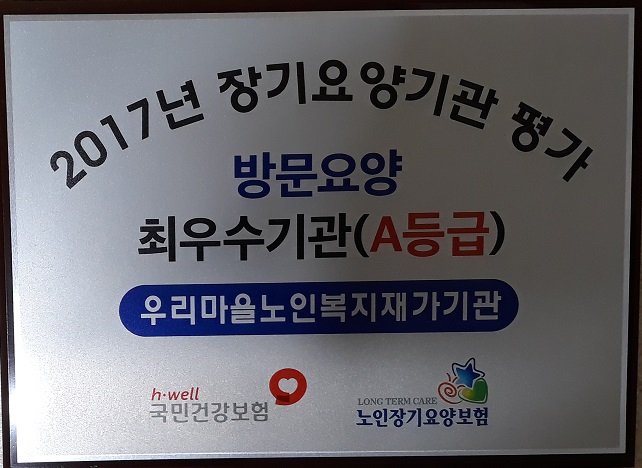 2017년 장기요양기관 평가
방문요양
최우수기관(A등급)
우리마을노인복지재가기관
h·well
국민건강보험
LONG TERM CARE
노인장기요양보험